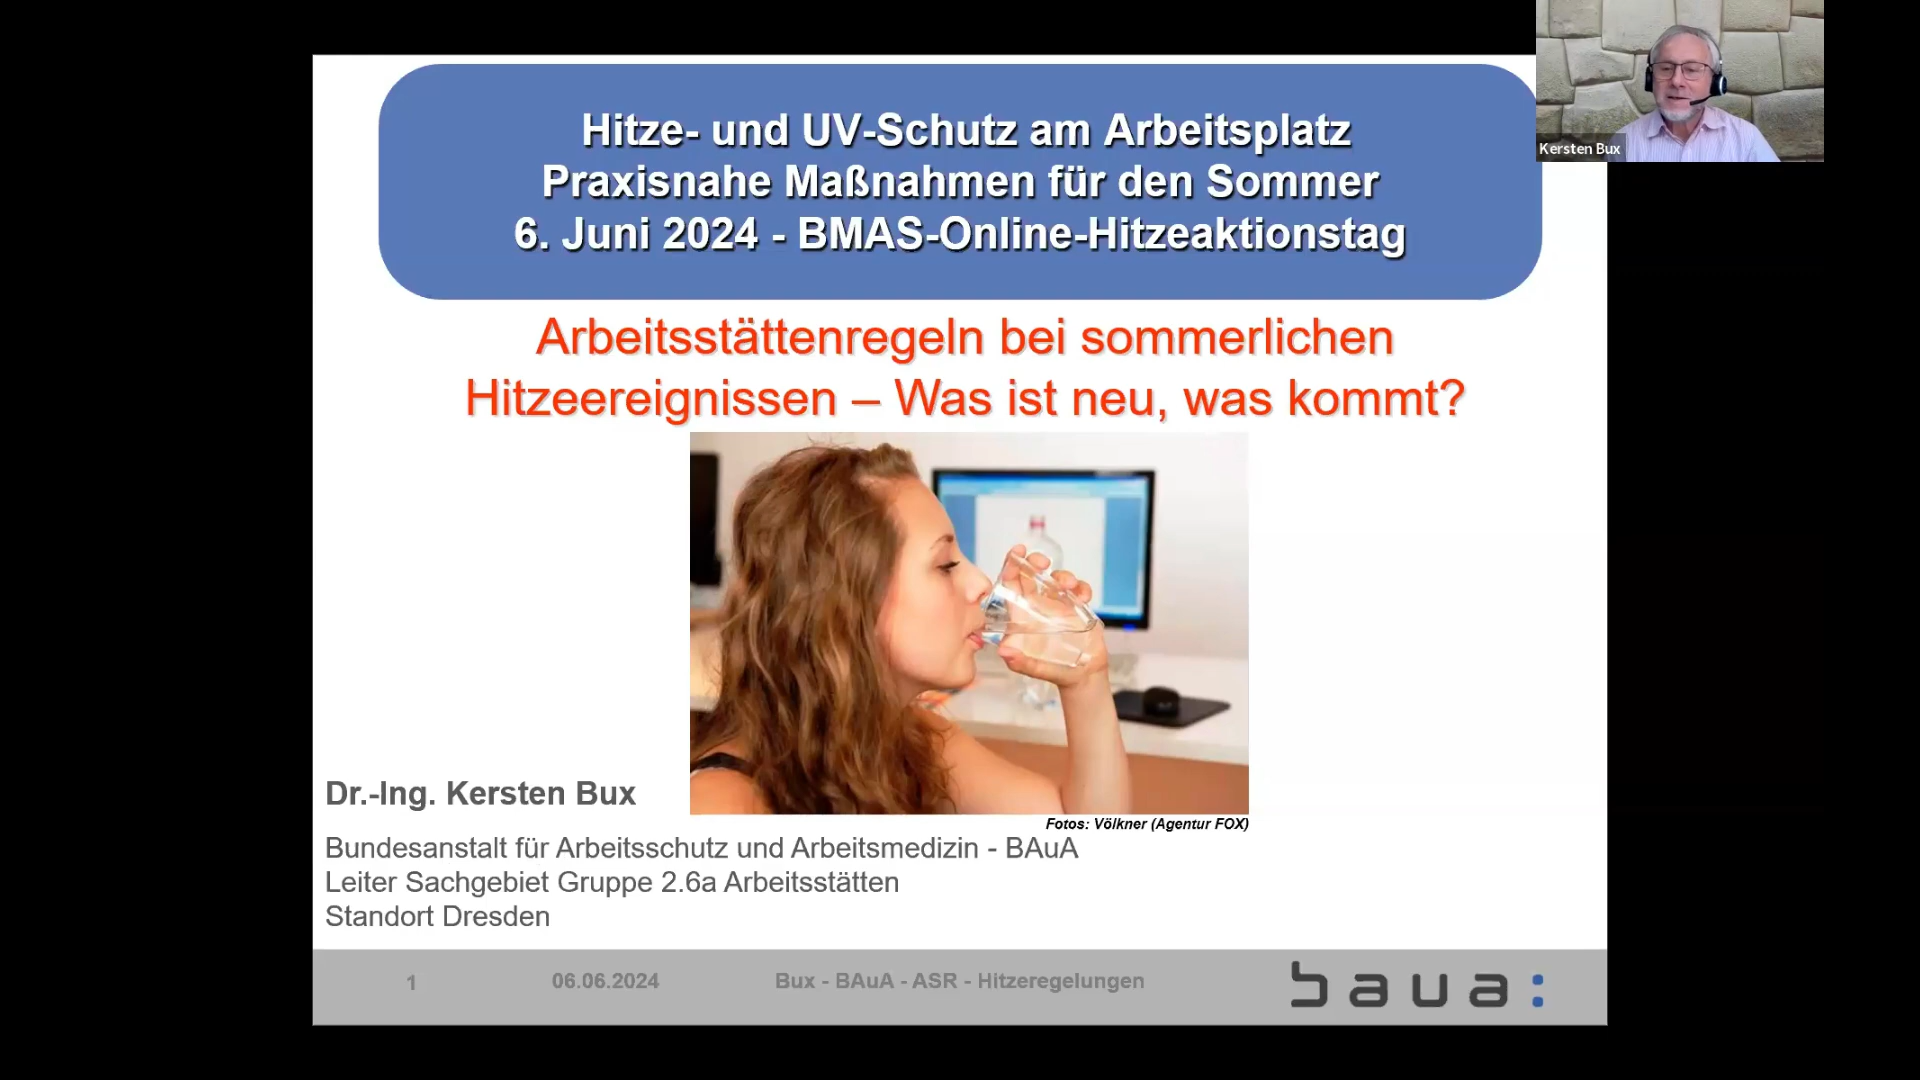 Hitze- und UV-Schutz am Arbeitsplatz
Praxisnahe Maßnahmen für den Sommer
6. Juni 2024 - BMAS-Online-Hitzeaktionstag
Kersten Bux
Arbeitsstättenregeln bei sommerlichen
Hitzeereignissen – Was ist neu, was kommt?
Fotos: Völkner (Agentur FOX)
Dr.-Ing. Kersten Bux
Bundesanstalt für Arbeitsschutz und Arbeitsmedizin - BAuA
Leiter Sachgebiet Gruppe 2.6a Arbeitsstätten
Standort Dresden
1 06.06.2024 Bux - BAuA - ASR - Hitzeregelungen baua: